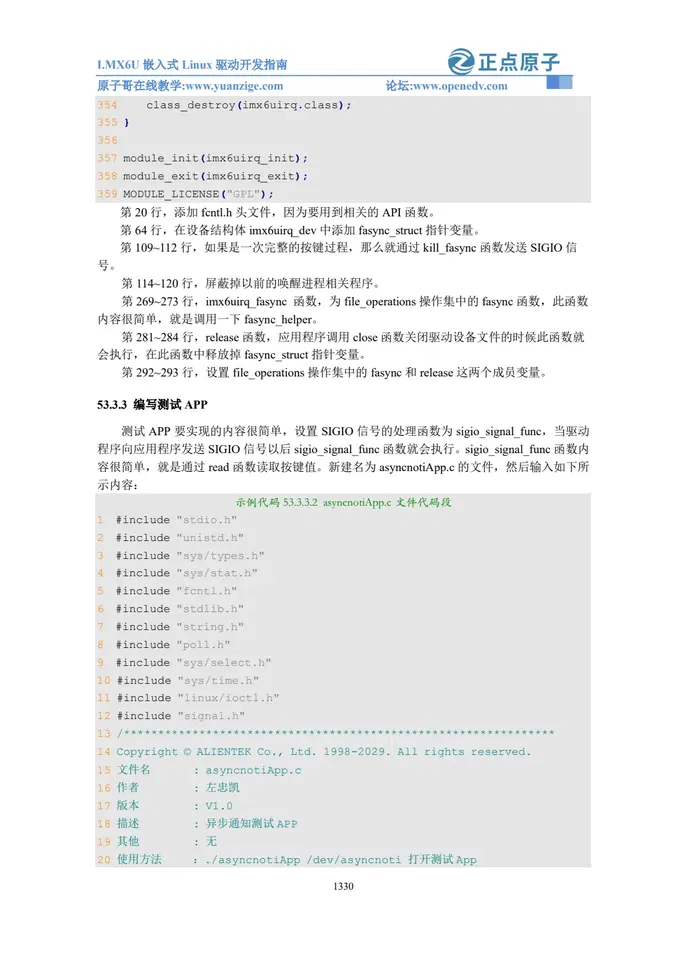 I.MX6U 嵌入式 Linux 驱动开发指南
正点原子
原子哥在线教学:www.yuanzige.com 论坛:www.openedv.com
354 class_destroy(imx6uirq.class);
355 }
356
357 module_init(imx6uirq_init);
358 module_exit(imx6uirq_exit);
359 MODULE_LICENSE("GPL");
第 20 行，添加 fcntl.h 头文件，因为要用到相关的 API 函数。
第 64 行，在设备结构体 imx6uirq_dev 中添加 fasync_struct 指针变量。
第 109~112 行，如果是一次完整的按键过程，那么就通过 kill_fasync 函数发送 SIGIO 信
号。
第 114~120 行，屏蔽掉以前的唤醒进程相关程序。
第 269~273 行，imx6uirq_fasync 函数，为 file_operations 操作集中的 fasync 函数，此函数
内容很简单，就是调用一下 fasync_helper。
第 281~284 行，release 函数，应用程序调用 close 函数关闭驱动设备文件的时候此函数就
会执行，在此函数中释放掉 fasync_struct 指针变量。
第 292~293 行，设置 file_operations 操作集中的 fasync 和 release 这两个成员变量。
53.3.3 编写测试 APP
测试 APP 要实现的内容很简单，设置 SIGIO 信号的处理函数为 sigio_signal_func，当驱动
程序向应用程序发送 SIGIO 信号以后 sigio_signal_func 函数就会执行。sigio_signal_func 函数内
容很简单，就是通过 read 函数读取按键值。新建名为 asyncnotiApp.c 的文件，然后输入如下所
示内容：
示例代码 53.3.3.2 asyncnotiApp.c 文件代码段
1 #include "stdio.h"
2 #include "unistd.h"
3 #include "sys/types.h"
4 #include "sys/stat.h"
5 #include "fcntl.h"
6 #include "stdlib.h"
7 #include "string.h"
8 #include "poll.h"
9 #include "sys/select.h"
10 #include "sys/time.h"
11 #include "linux/ioctl.h"
12 #include "signal.h"
13 /***************************************************************
14 Copyright © ALIENTEK Co., Ltd. 1998-2029. All rights reserved.
15 文件名 : asyncnotiApp.c
16 作者 : 左忠凯
17 版本 : V1.0
18 描述 : 异步通知测试 APP
19 其他 : 无
20 使用方法 : ./asyncnotiApp /dev/asyncnoti 打开测试 App
1330